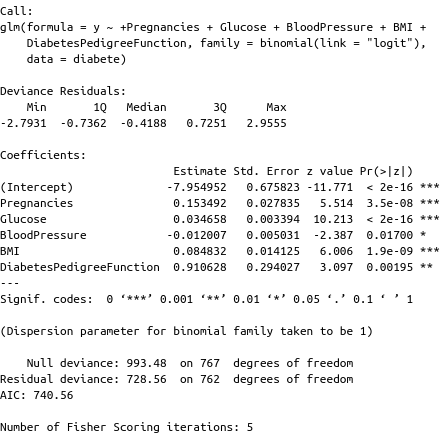 Call:
glm(formula = y ~ +Pregnancies + Glucose + BloodPressure + BMI +
    DiabetesPedigreeFunction, family = binomial(link = "logit"),
    data = diabete)

Deviance Residuals:
    Min       1Q   Median       3Q      Max
-2.7931  -0.7362  -0.4188   0.7251   2.9555

Coefficients:
                          Estimate Std. Error z value Pr(>|z|)
(Intercept)              -7.954952   0.675823 -11.771  < 2e-16 ***
Pregnancies               0.153492   0.027835   5.514  3.5e-08 ***
Glucose                   0.034658   0.003394  10.213  < 2e-16 ***
BloodPressure            -0.012007   0.005031  -2.387  0.01700 *
BMI                       0.084832   0.014125   6.006  1.9e-09 ***
DiabetesPedigreeFunction  0.910628   0.294027   3.097  0.00195 **
---
Signif. codes:  0 ‘***’ 0.001 ‘**’ 0.01 ‘*’ 0.05 ‘.’ 0.1 ‘ ’ 1

(Dispersion parameter for binomial family taken to be 1)

    Null deviance: 993.48  on 767  degrees of freedom
Residual deviance: 728.56  on 762  degrees of freedom
AIC: 740.56

Number of Fisher Scoring iterations: 5